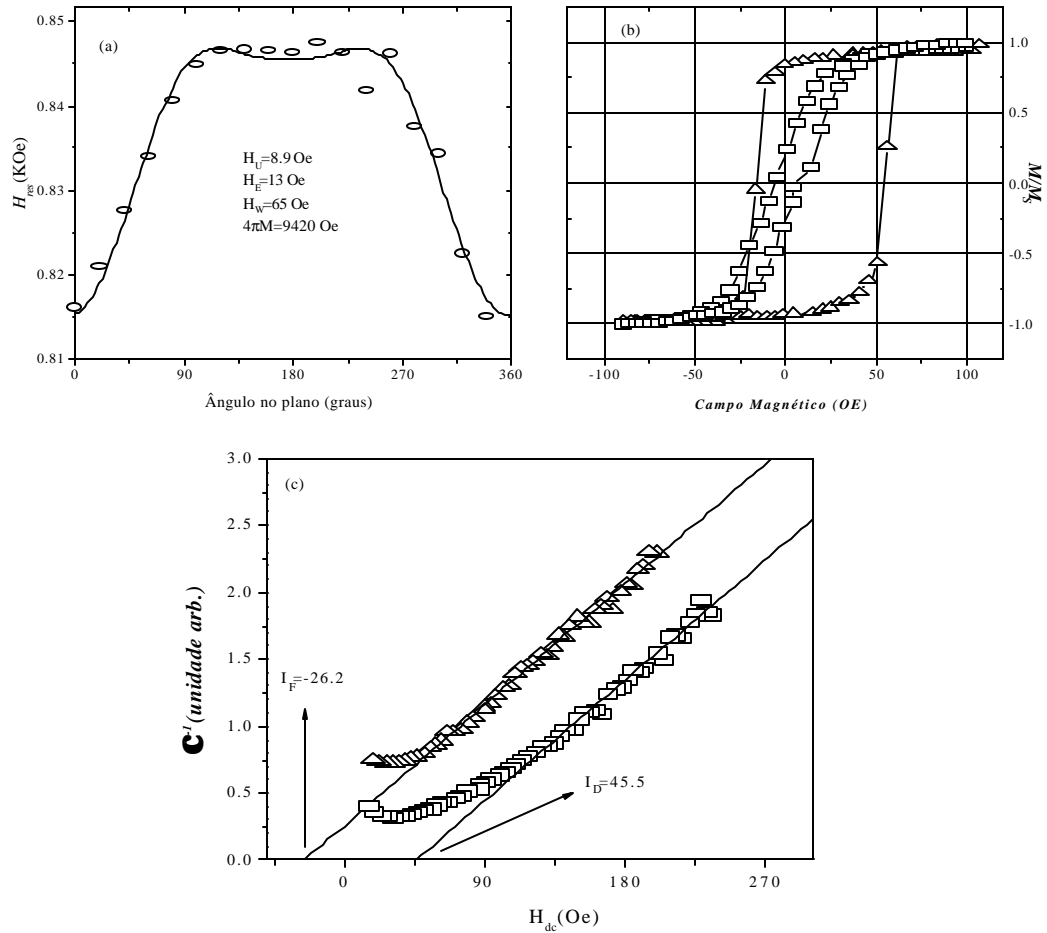 (a)
0.85
0.84
0.83
0.82
0.81
H_res (KOe)
H_U=8.9 Oe
H_E=13 Oe
H_W=65 Oe
4πM=9420 Oe
0 90 180 270 360
Ângulo no plano (graus)
(b)
1.0
0.5
0.0
-0.5
-1.0
M/M_S
-100 -50 0 50 100
Campo Magnético (OE)
(c)
3.0
2.5
2.0
1.5
1.0
0.5
0.0
C^-1 (unidade arb.)
I_F=-26.2
I_D=45.5
0 90 180 270
H_dc(Oe)